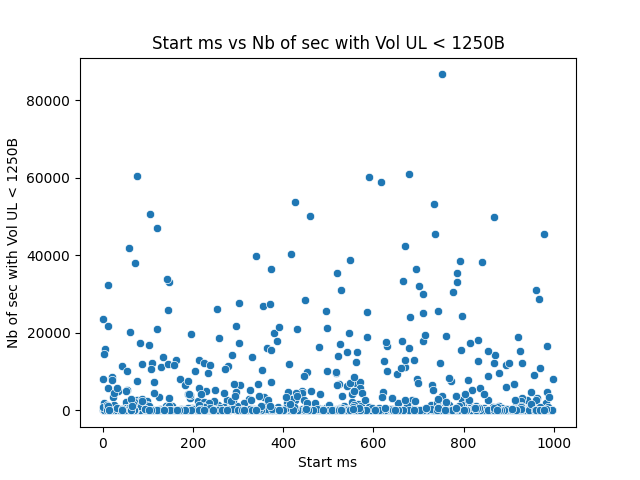 Start ms vs Nb of sec with Vol UL < 1250B
80000
60000
40000
20000
0
Nb of sec with Vol UL < 1250B
0 200 400 600 800 1000
Start ms